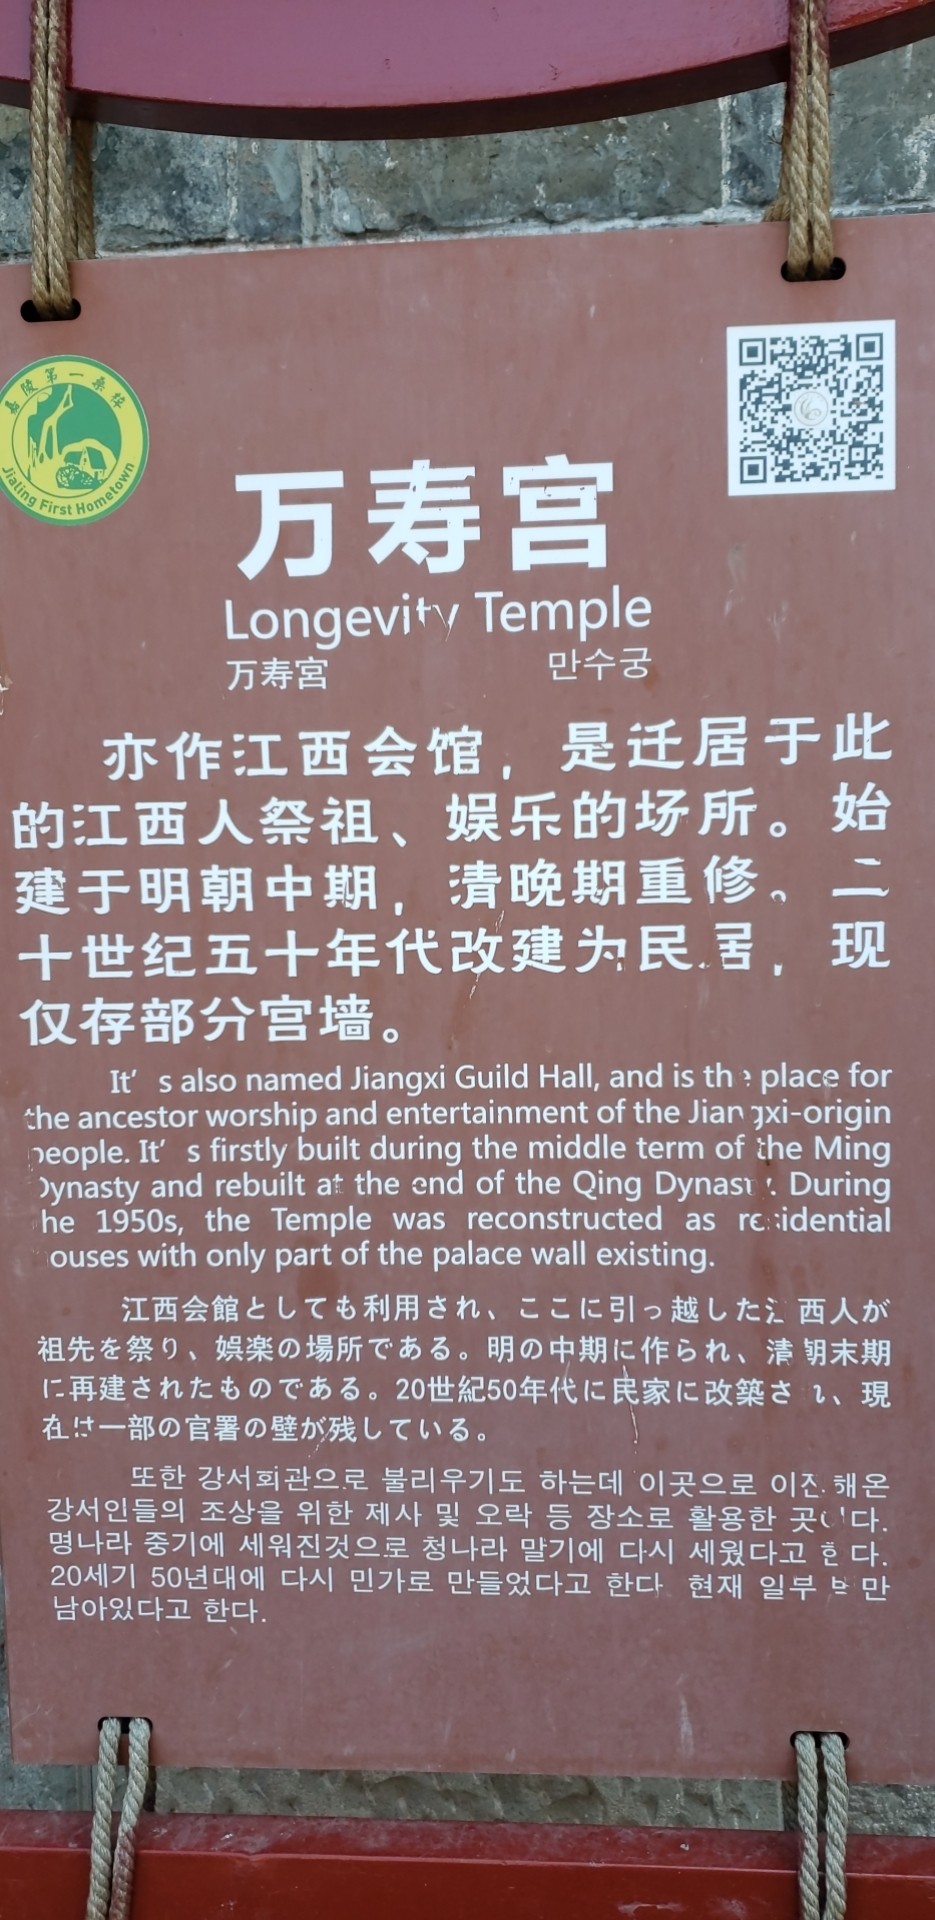 嘉陵第一桑梓
Jialing First Hometown
万寿宫
Longevity Temple
万寿宮 만수궁
亦作江西会馆，是迁居于此
的江西人祭祖、娱乐的场所。始
建于明朝中期，清晚期重修。二
十世纪五十年代改建为民居，现
仅存部分宫墙。
It's also named Jiangxi Guild Hall, and is the place for
the ancestor worship and entertainment of the Jiangxi-origin
people. It's firstly built during the middle term of the Ming
Dynasty and rebuilt at the end of the Qing Dynasty. During
the 1950s, the Temple was reconstructed as residential
houses with only part of the palace wall existing.
江西会館としても利用され、ここに引っ越した江西人が
祖先を祭り、娯楽の場所である。明の中期に作られ、清朝末期
に再建されたものである。20世紀50年代に民家に改築され、現
在は一部の官署の壁が残している。
또한 강서회관으로 불리우기도 하는데 이곳으로 이전해온
강서인들의 조상을 위한 제사 및 오락 등 장소로 활용한 곳이다.
명나라 중기에 세워진것으로 청나라 말기에 다시 세웠다고 한다.
20세기 50년대에 다시 민가로 만들었다고 한다 현재 일부 벽만
남아있다고 한다.